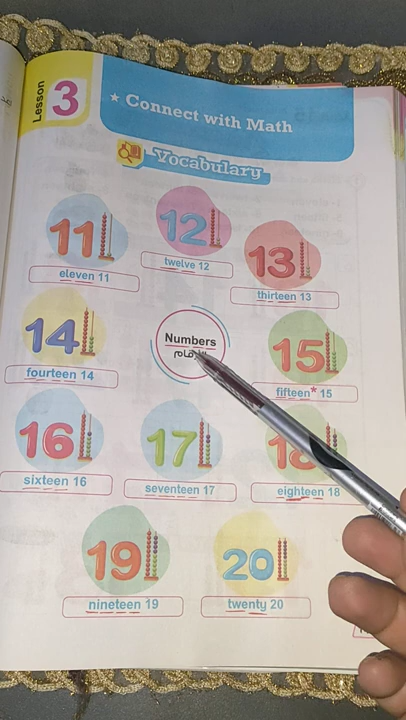 Lesson 3
★ Connect with Math
Vocabulary
11
eleven 11
12
twelve 12
13
thirteen 13
14
fourteen 14
Numbers
15
fifteen* 15
16
sixteen 16
17
seventeen 17
18
eighteen 18
19
nineteen 19
20
twenty 20